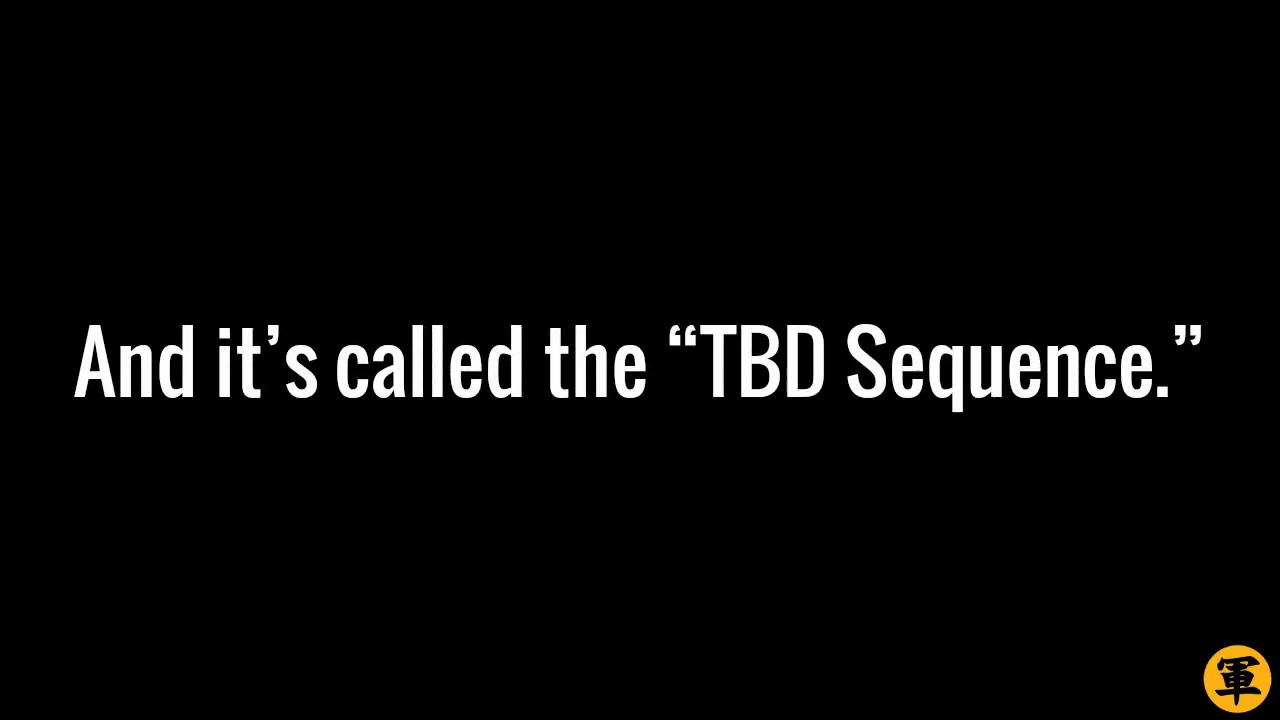 And it’s called the “TBD Sequence.”
軍